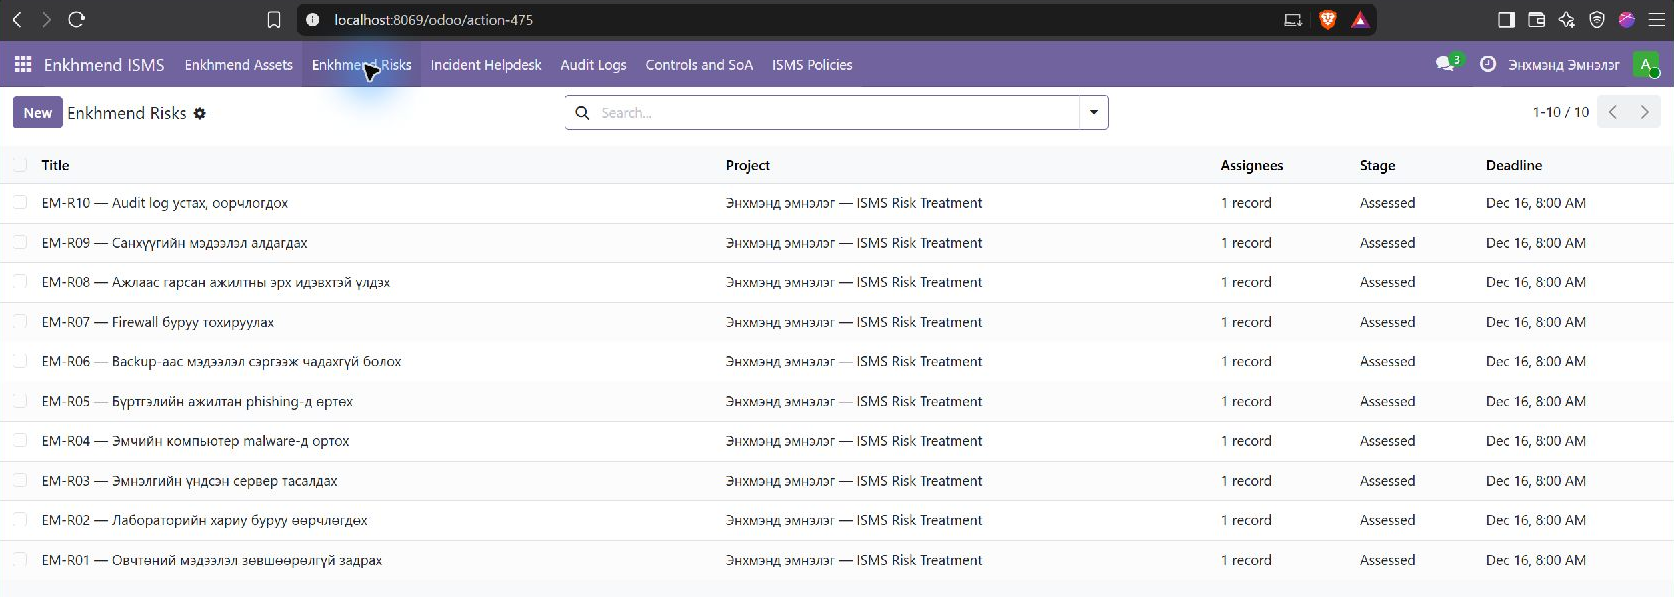 localhost:8069/odoo/action-475
Enkhmend ISMS Enkhmend Assets Enkhmend Risks Incident Helpdesk Audit Logs Controls and SoA ISMS Policies 3 Энхмэнд Эмнэлэг A
New Enkhmend Risks Search... 1-10 / 10
Title Project Assignees Stage Deadline
EM-R10 — Audit log устах, оорчлогдох Энхмэнд эмнэлэг — ISMS Risk Treatment 1 record Assessed Dec 16, 8:00 AM
EM-R09 — Санхүүгийн мэдээлэл алдагдах Энхмэнд эмнэлэг — ISMS Risk Treatment 1 record Assessed Dec 16, 8:00 AM
EM-R08 — Ажлаас гарсан ажилтны эрх идэвхтэй үлдэх Энхмэнд эмнэлэг — ISMS Risk Treatment 1 record Assessed Dec 16, 8:00 AM
EM-R07 — Firewall буруу тохируулах Энхмэнд эмнэлэг — ISMS Risk Treatment 1 record Assessed Dec 16, 8:00 AM
EM-R06 — Backup-аас мэдээлэл сэргээж чадахгүй болох Энхмэнд эмнэлэг — ISMS Risk Treatment 1 record Assessed Dec 16, 8:00 AM
EM-R05 — Бүртгэлийн ажилтан phishing-д өртөх Энхмэнд эмнэлэг — ISMS Risk Treatment 1 record Assessed Dec 16, 8:00 AM
EM-R04 — Эмчийн компьютер malware-д ортох Энхмэнд эмнэлэг — ISMS Risk Treatment 1 record Assessed Dec 16, 8:00 AM
EM-R03 — Эмнэлгийн үндсэн сервер тасалдах Энхмэнд эмнэлэг — ISMS Risk Treatment 1 record Assessed Dec 16, 8:00 AM
EM-R02 — Лабораторийн хариу буруу өөрчлөгдөх Энхмэнд эмнэлэг — ISMS Risk Treatment 1 record Assessed Dec 16, 8:00 AM
EM-R01 — Өвчтөний мэдээлэл зөвшөөрөлгүй задрах Энхмэнд эмнэлэг — ISMS Risk Treatment 1 record Assessed Dec 16, 8:00 AM